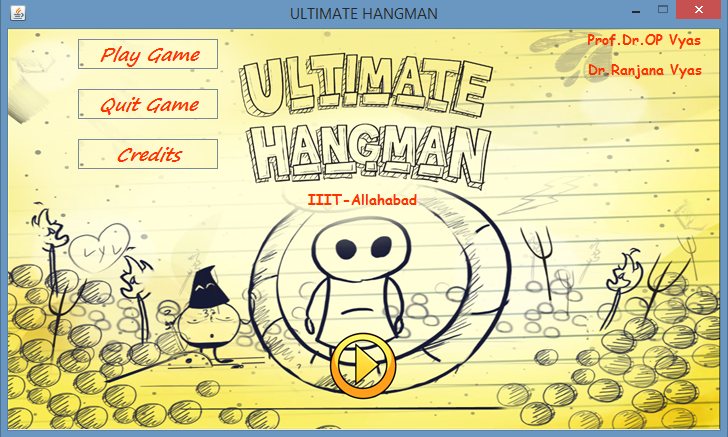 ULTIMATE HANGMAN
Play Game
Quit Game
Credits
ULTIMATE
HANGMAN
IIIT-Allahabad
Prof.Dr.OP Vyas
Dr.Ranjana Vyas